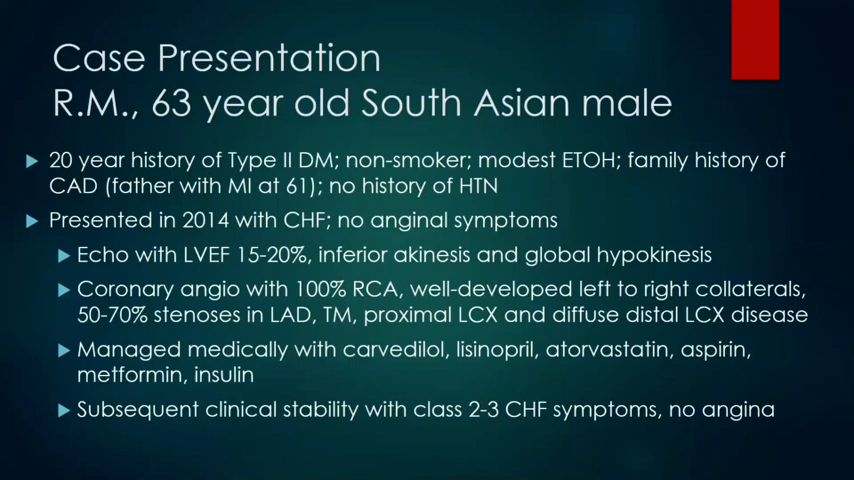 Case Presentation
R.M., 63 year old South Asian male
20 year history of Type II DM; non-smoker; modest ETOH; family history of
CAD (father with MI at 61); no history of HTN
Presented in 2014 with CHF; no anginal symptoms
Echo with LVEF 15-20%, inferior akinesis and global hypokinesis
Coronary angio with 100% RCA, well-developed left to right collaterals,
50-70% stenoses in LAD, TM, proximal LCX and diffuse distal LCX disease
Managed medically with carvedilol, lisinopril, atorvastatin, aspirin,
metformin, insulin
Subsequent clinical stability with class 2-3 CHF symptoms, no angina